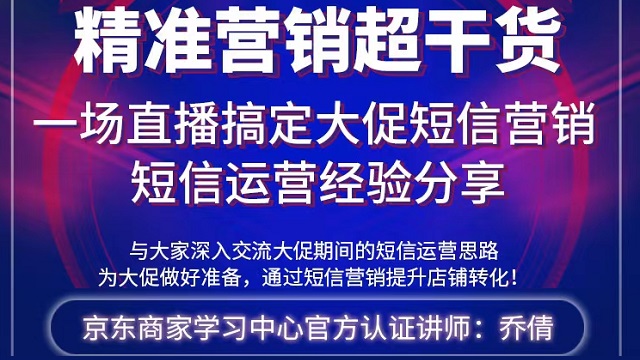 精准营销超干货
一场直播搞定大促短信营销
短信运营经验分享
与大家深入交流大促期间的短信运营思路
为大促做好准备，通过短信营销提升店铺转化！
京东商家学习中心官方认证讲师：乔倩